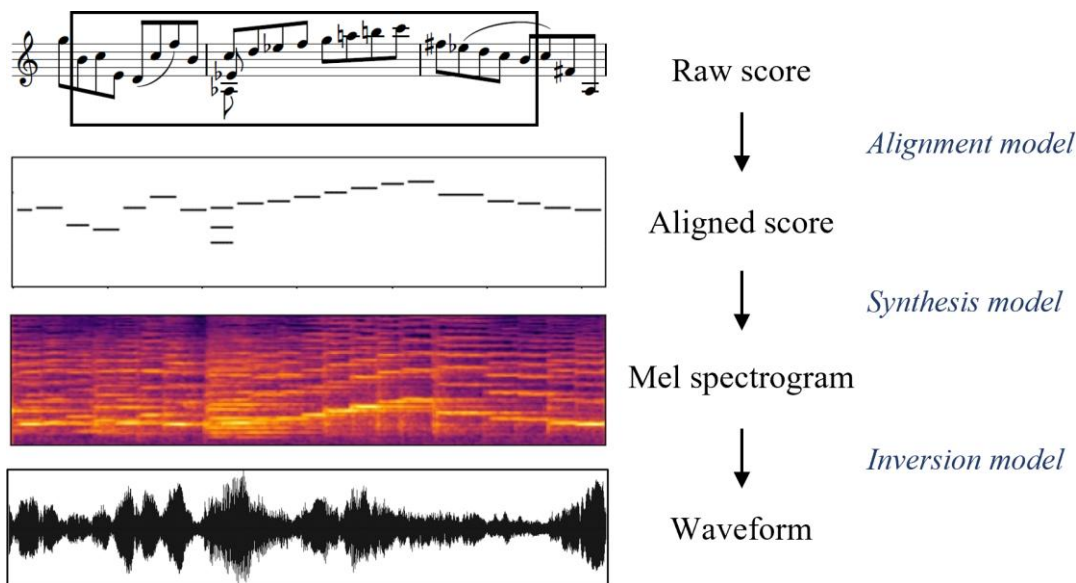 Raw score
Alignment model
Aligned score
Synthesis model
Mel spectrogram
Inversion model
Waveform